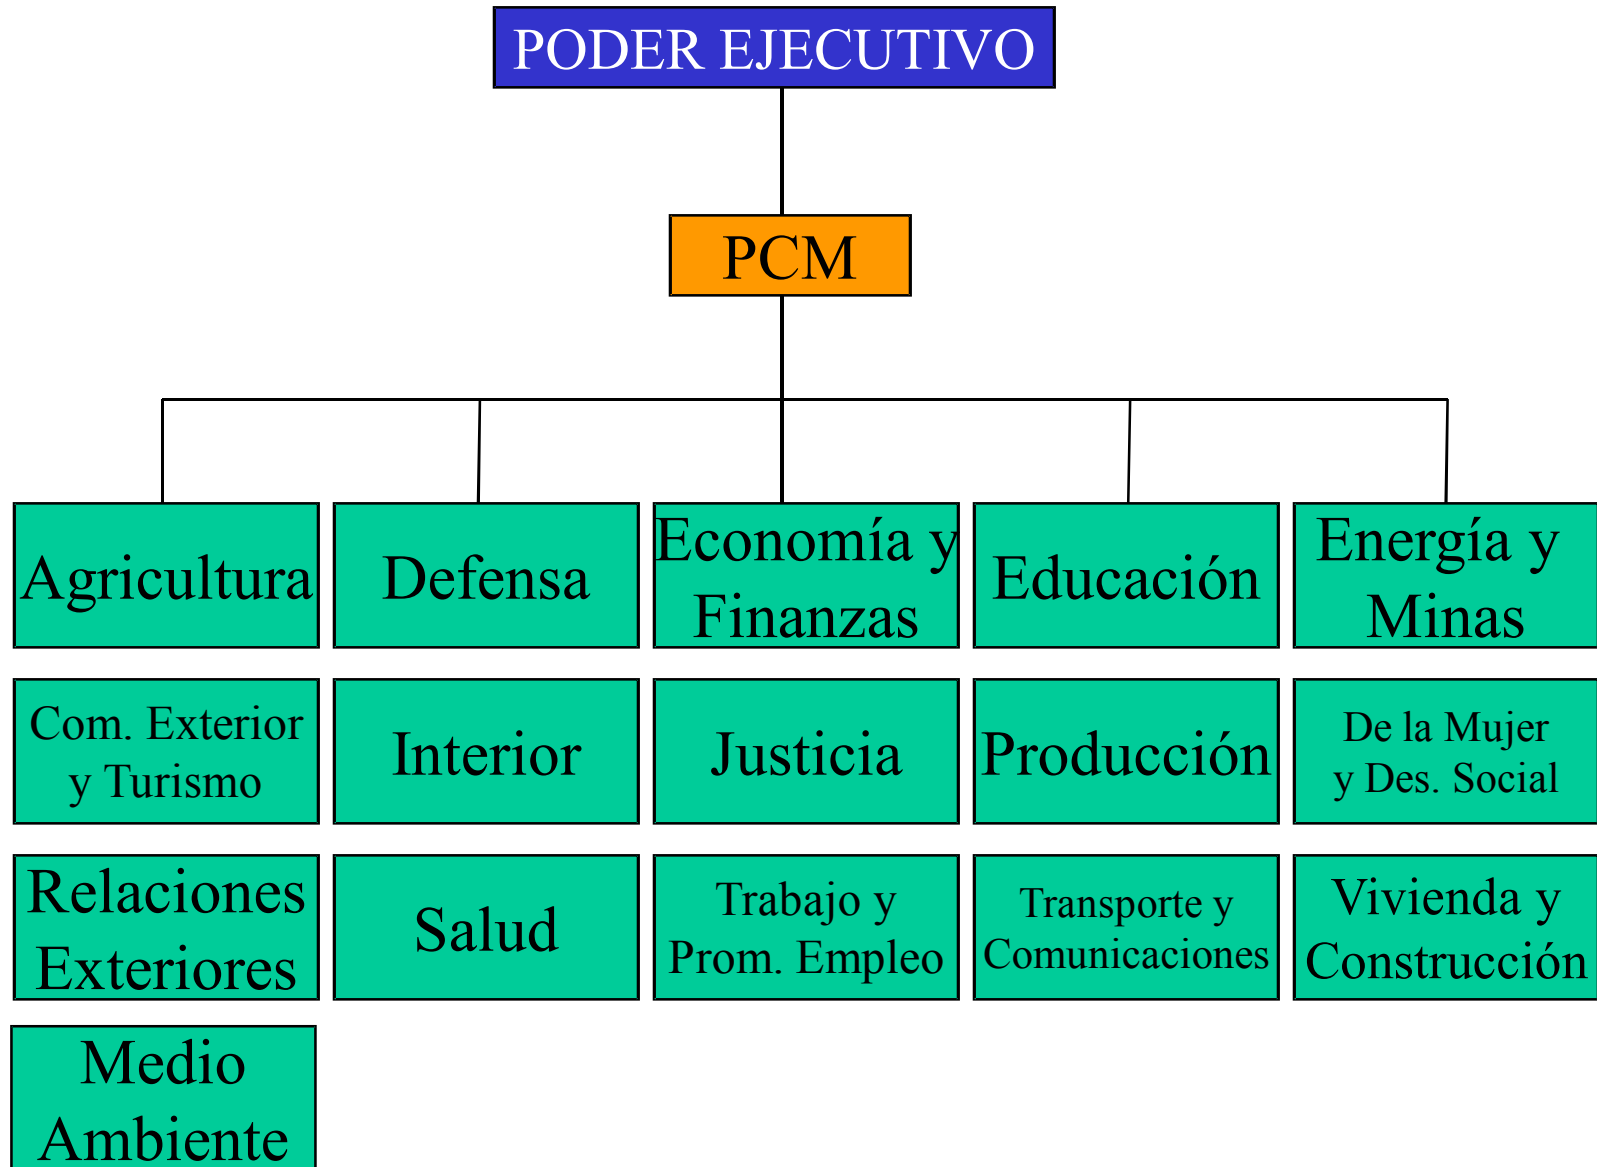 PODER EJECUTIVO
PCM
Agricultura
Defensa
Economía y
Finanzas
Educación
Energía y
Minas
Com. Exterior
y Turismo
Interior
Justicia
Producción
De la Mujer
y Des. Social
Relaciones
Exteriores
Salud
Trabajo y
Prom. Empleo
Transporte y
Comunicaciones
Vivienda y
Construcción
Medio
Ambiente